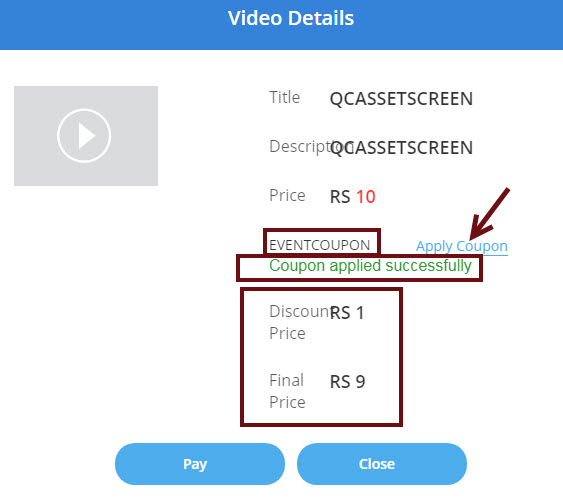 Video Details
Title QCASSETSCREEN
Description QCASSETSCREEN
Price RS 10
EVENTCOUPON Apply Coupon
Coupon applied successfully
Discount RS 1
Price
Final RS 9
Price
Pay Close